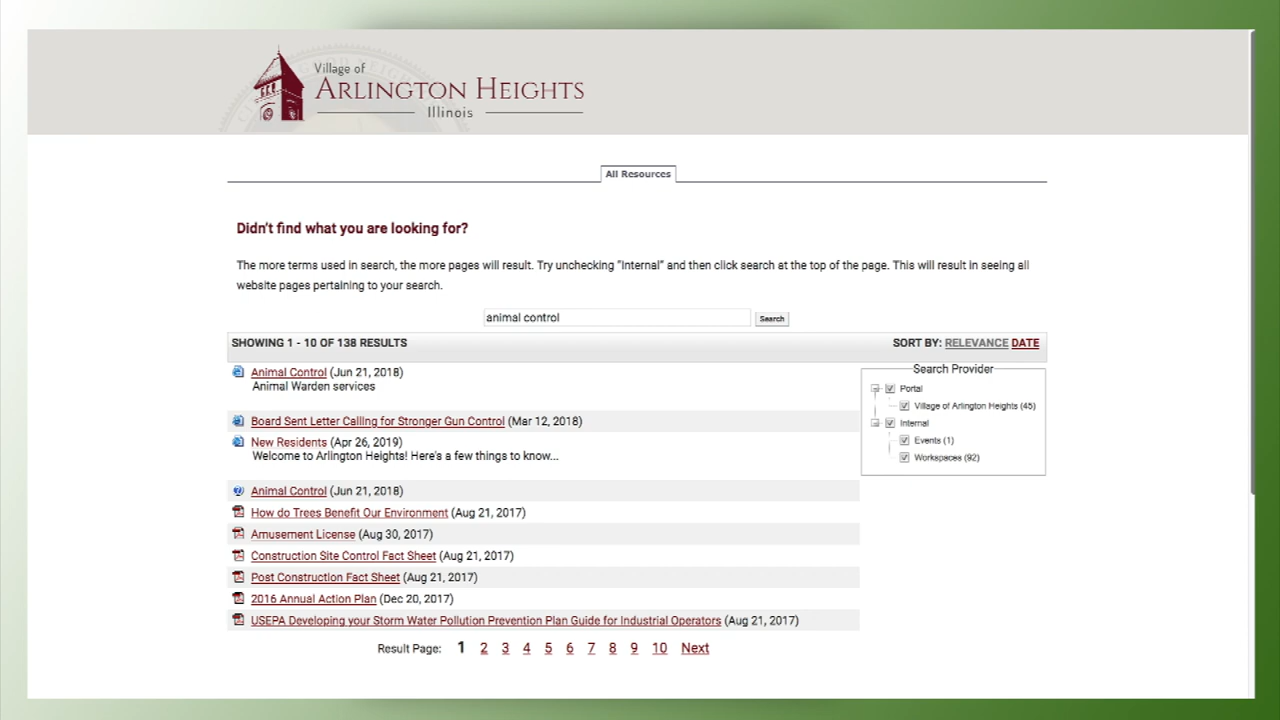 Village of
ARLINGTON HEIGHTS
Illinois
All Resources
Didn't find what you are looking for?
The more terms used in search, the more pages will result. Try unchecking "Internal" and then click search at the top of the page. This will result in seeing all
website pages pertaining to your search.
animal control
Search
SHOWING 1 - 10 OF 138 RESULTS
SORT BY: RELEVANCE DATE
Animal Control (Jun 21, 2018)
Animal Warden services
Board Sent Letter Calling for Stronger Gun Control (Mar 12, 2018)
New Residents (Apr 26, 2019)
Welcome to Arlington Heights! Here's a few things to know...
Animal Control (Jun 21, 2018)
How do Trees Benefit Our Environment (Aug 21, 2017)
Amusement License (Aug 30, 2017)
Construction Site Control Fact Sheet (Aug 21, 2017)
Post Construction Fact Sheet (Aug 21, 2017)
2016 Annual Action Plan (Dec 20, 2017)
USEPA Developing your Storm Water Pollution Prevention Plan Guide for Industrial Operators (Aug 21, 2017)
Search Provider
Portal
Village of Arlington Heights (45)
Internal
Events (1)
Workspaces (92)
Result Page: 1 2 3 4 5 6 7 8 9 10 Next